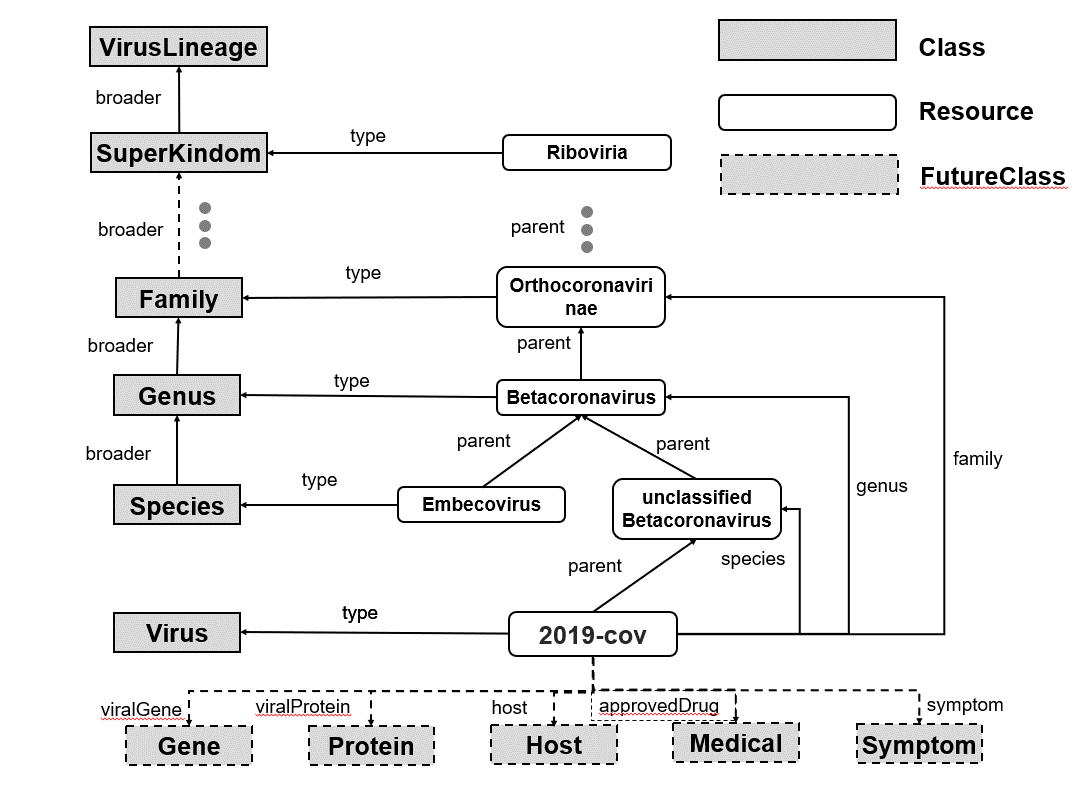 VirusLineage
Class
broader
Resource
type
SuperKindom
Riboviria
FutureClass
broader
parent
type
Family
Orthocoronaviri
nae
broader
parent
type
Genus
Betacoronavirus
broader
parent
parent
family
type
genus
Species
Embecovirus
unclassified
Betacoronavirus
parent
species
type
Virus
2019-cov
viralGene
viralProtein
host
approvedDrug
symptom
Gene
Protein
Host
Medical
Symptom